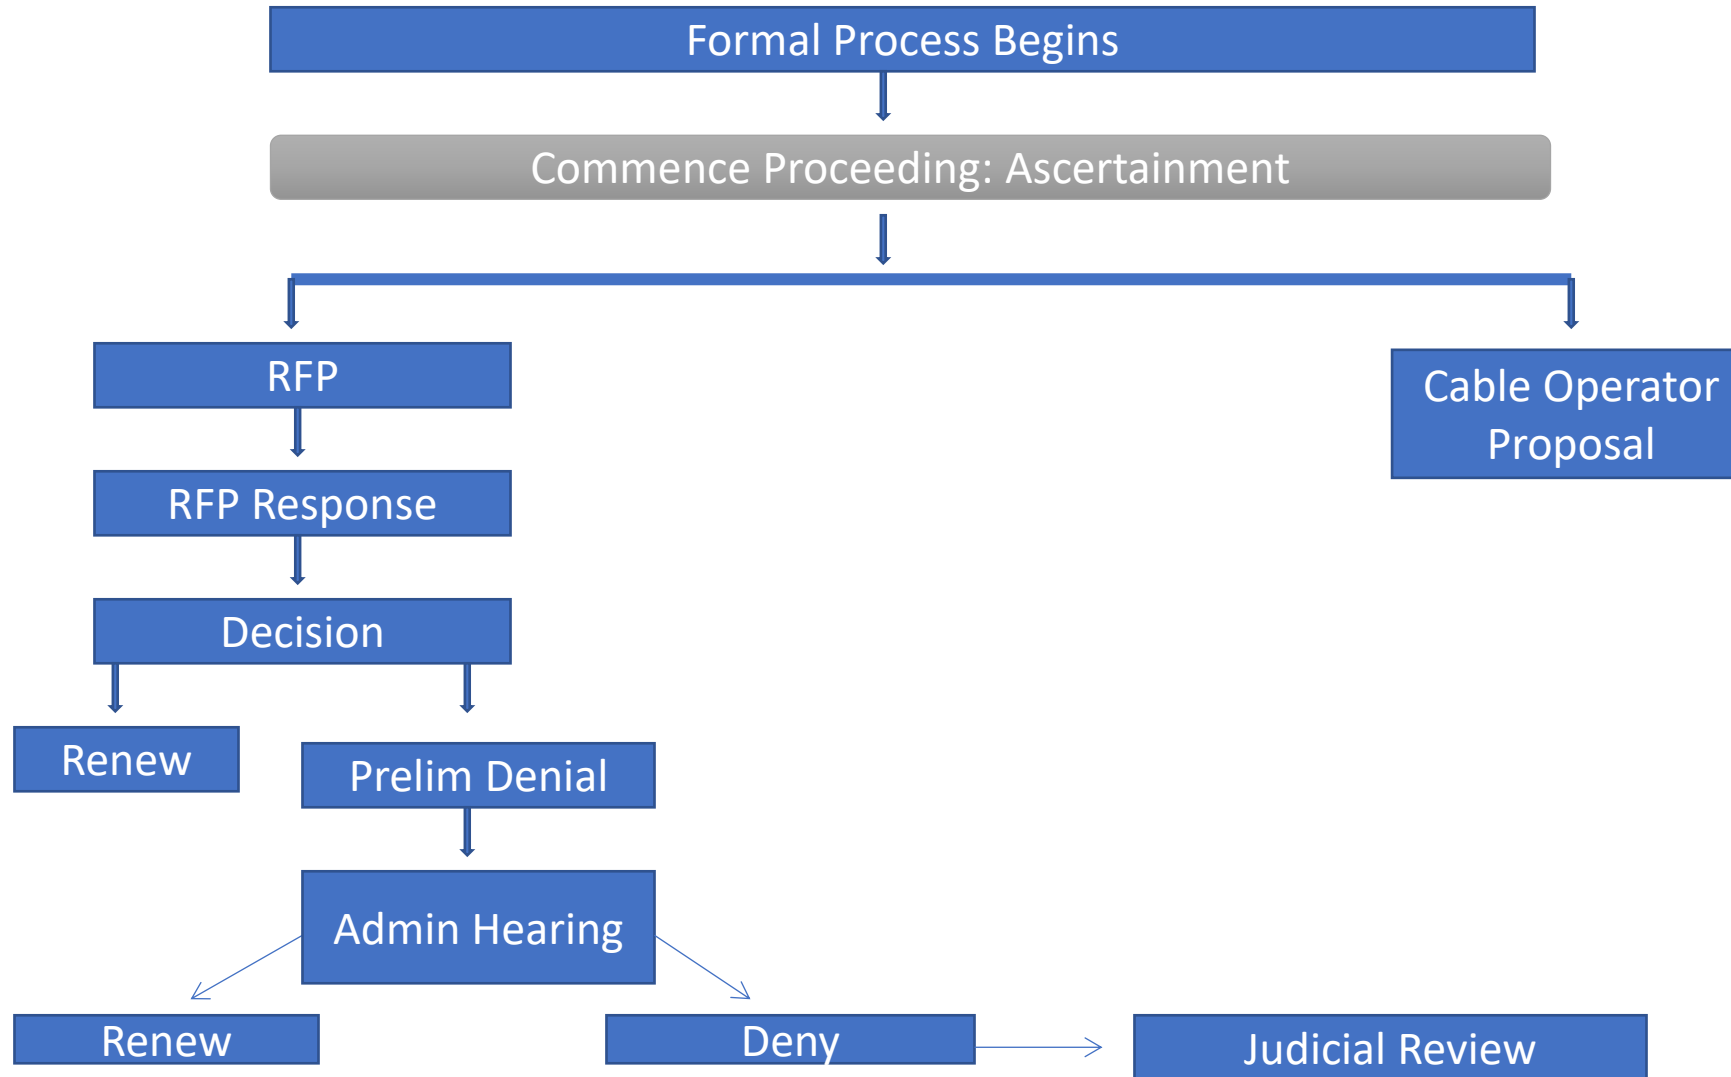 Formal Process Begins
Commence Proceeding: Ascertainment
RFP
Cable Operator
Proposal
RFP Response
Decision
Renew
Prelim Denial
Admin Hearing
Renew
Deny
Judicial Review